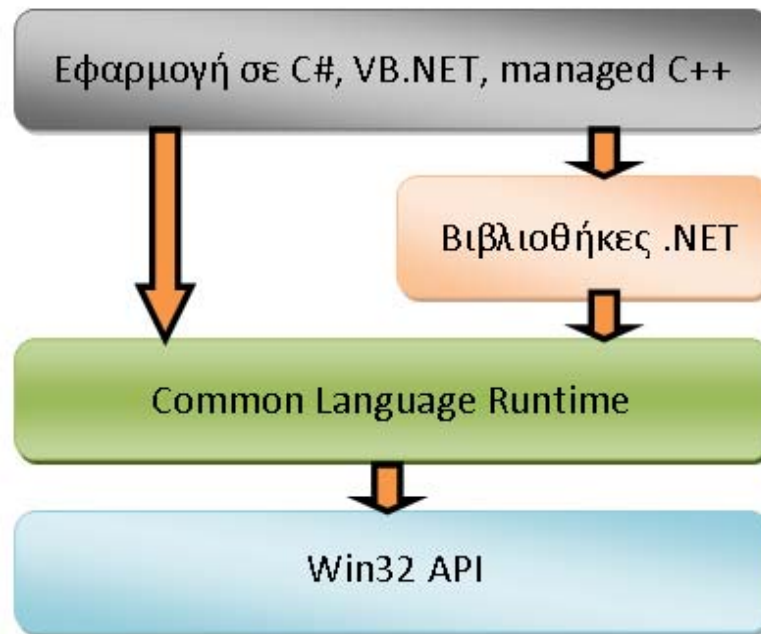 Εφαρμογή σε C#, VB.NET, managed C++
Βιβλιοθήκες .NET
Common Language Runtime
Win32 API